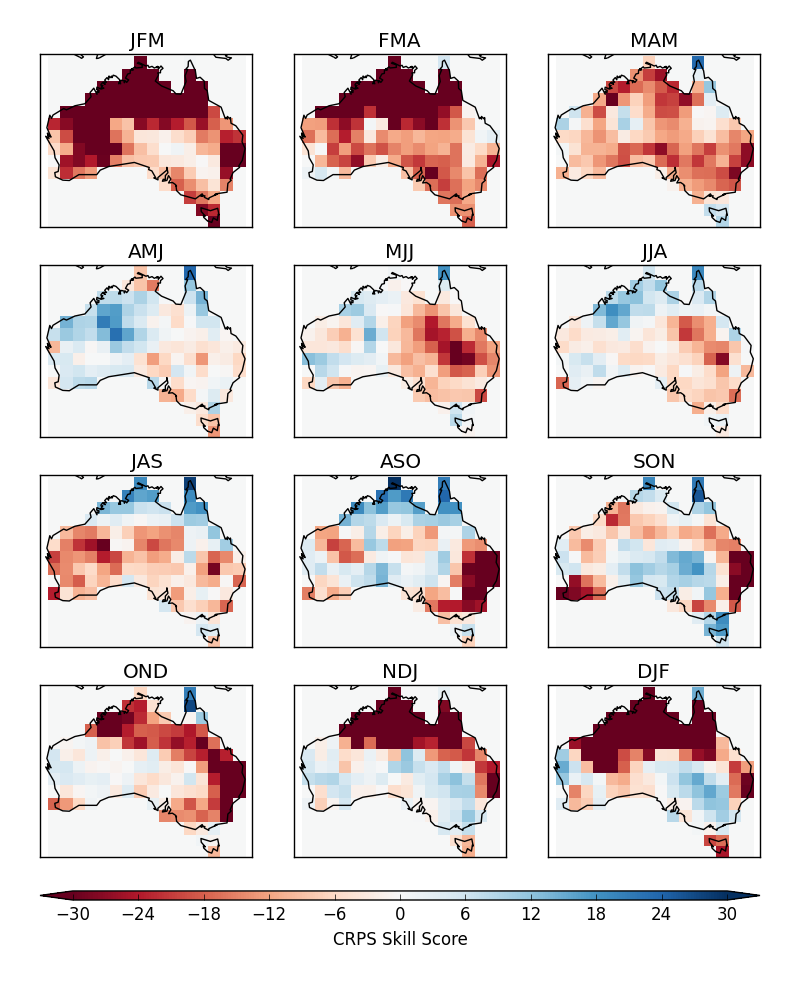 JFM FMA MAM
AMJ MJJ JJA
JAS ASO SON
OND NDJ DJF
−30 −24 −18 −12 −6 0 6 12 18 24 30
CRPS Skill Score